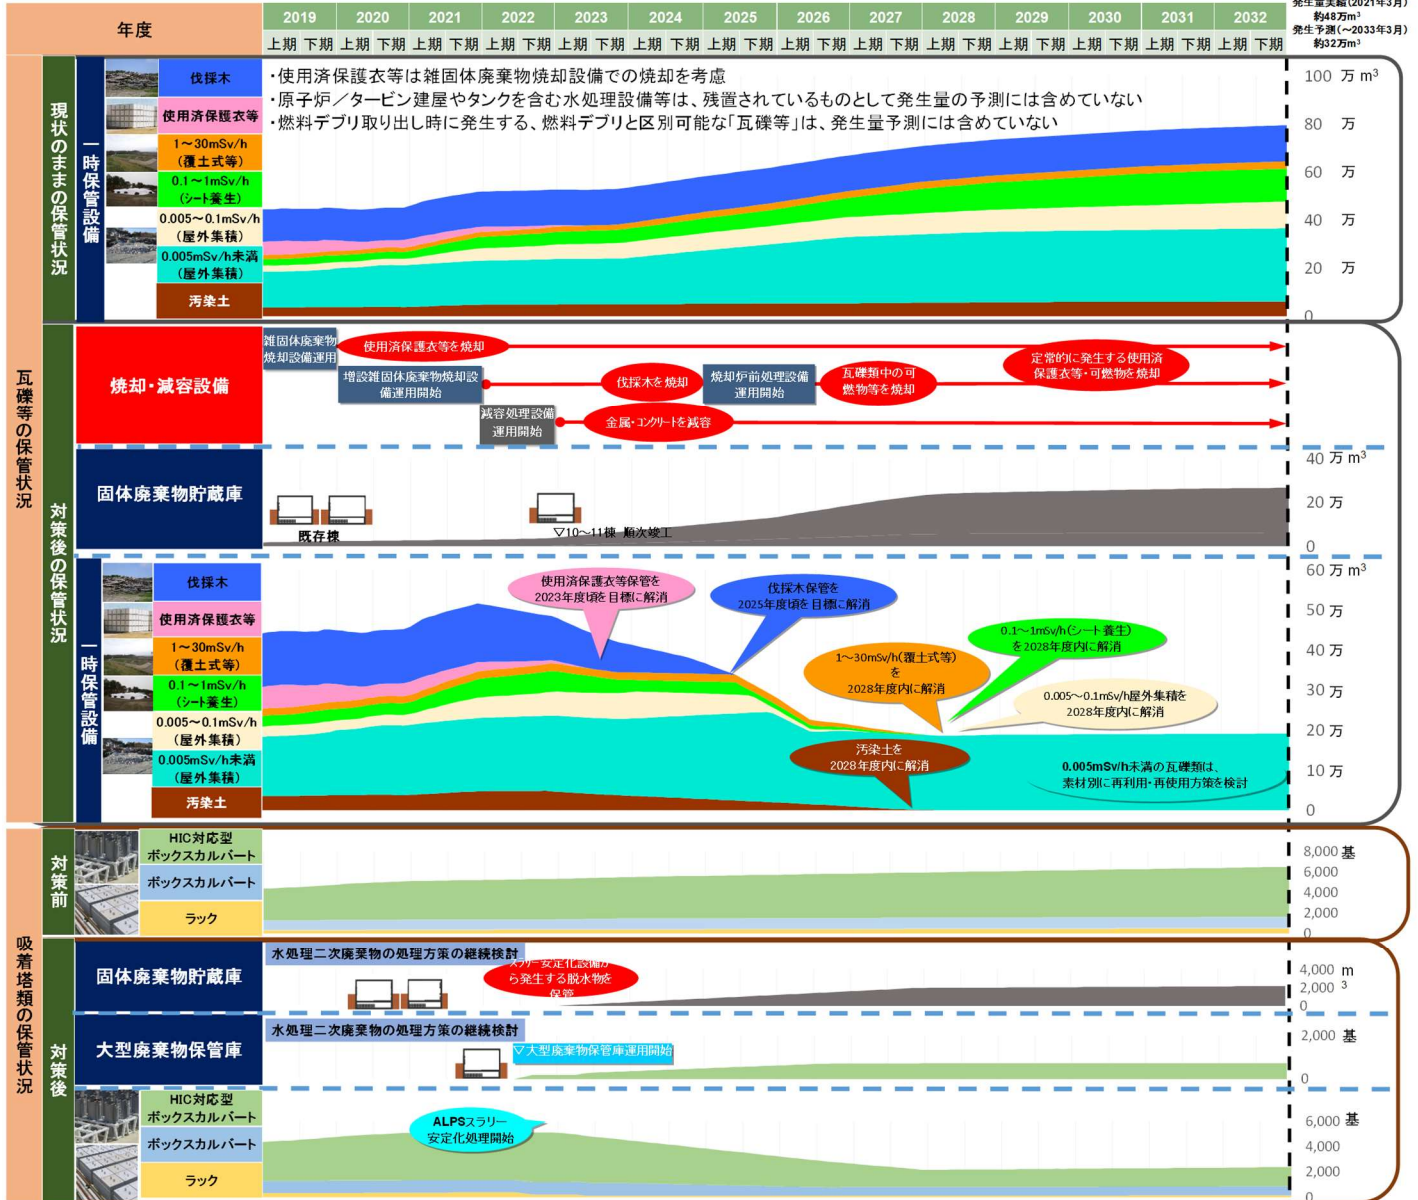 年度
2019 2020 2021 2022 2023 2024 2025 2026 2027 2028 2029 2030 2031 2032
上期 下期 上期 下期 上期 下期 上期 下期 上期 下期 上期 下期 上期 下期 上期 下期 上期 下期 上期 下期 上期 下期 上期 下期 上期 下期 上期 下期
発生量実績(2021年3月)
約48万m³
発生予測(～2033年3月)
約32万m³
瓦礫等の保管状況
現状のままの保管状況
一時保管設備
伐採木
使用済保護衣等
1～30mSv/h
(覆土式等)
0.1～1mSv/h
(シート養生)
0.005～0.1mSv/h
(屋外集積)
0.005mSv/h未満
(屋外集積)
汚染土
・使用済保護衣等は雑固体廃棄物焼却設備での焼却を考慮
・原子炉／タービン建屋やタンクを含む水処理設備等は、残置されているものとして発生量の予測には含めていない
・燃料デブリ取り出し時に発生する、燃料デブリと区別可能な「瓦礫等」は、発生量予測には含めていない
100 万 m³
80 万
60 万
40 万
20 万
0
対策後の保管状況
焼却・減容設備
雑固体廃棄物
焼却設備運用
使用済保護衣等を焼却
増設雑固体廃棄物焼却設
備運用開始
伐採木を焼却
焼却炉前処理設備
運用開始
瓦礫類中の可
燃物等を焼却
定常的に発生する使用済
保護衣等・可燃物を焼却
減容処理設備
運用開始
金属・コンクリートを減容
固体廃棄物貯蔵庫
既存棟
▽10～11棟 順次竣工
40 万 m³
20 万
0
一時保管設備
伐採木
使用済保護衣等
1～30mSv/h
(覆土式等)
0.1～1mSv/h
(シート養生)
0.005～0.1mSv/h
(屋外集積)
0.005mSv/h未満
(屋外集積)
汚染土
使用済保護衣等保管を
2023年度頃を目標に解消
伐採木保管を
2025年度頃を目標に解消
1～30mSv/h(覆土式等)
を
2028年度内に解消
0.1～1mSv/h(シート養生)
を2028年度内に解消
0.005～0.1mSv/h屋外集積を
2028年度内に解消
汚染土を
2028年度内に解消
0.005mSv/h未満の瓦礫類は、
素材別に再利用・再使用方策を検討
60 万 m³
50 万
40 万
30 万
20 万
10 万
0
吸着塔類の保管状況
対策前
HIC対応型
ボックスカルバート
ボックスカルバート
ラック
8,000 基
6,000
4,000
2,000
0
対策後
固体廃棄物貯蔵庫
水処理二次廃棄物の処理方策の継続検討
スラリー安定化設備か
ら発生する脱水物を
保管
4,000 m
2,000 3
0
大型廃棄物保管庫
水処理二次廃棄物の処理方策の継続検討
▽大型廃棄物保管庫運用開始
2,000 基
0
HIC対応型
ボックスカルバート
ボックスカルバート
ラック
ALPSスラリー
安定化処理開始
6,000 基
4,000
2,000
0